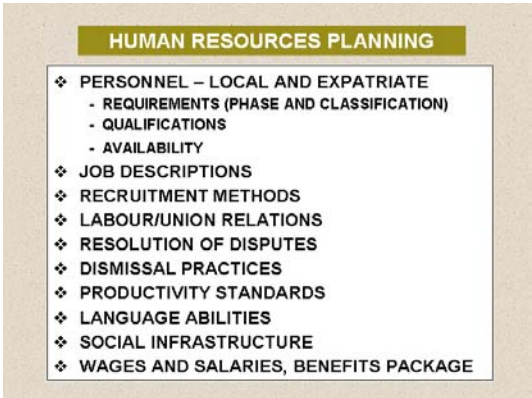 HUMAN RESOURCES PLANNING
❖ PERSONNEL – LOCAL AND EXPATRIATE
- REQUIREMENTS (PHASE AND CLASSIFICATION)
- QUALIFICATIONS
- AVAILABILITY
❖ JOB DESCRIPTIONS
❖ RECRUITMENT METHODS
❖ LABOUR/UNION RELATIONS
❖ RESOLUTION OF DISPUTES
❖ DISMISSAL PRACTICES
❖ PRODUCTIVITY STANDARDS
❖ LANGUAGE ABILITIES
❖ SOCIAL INFRASTRUCTURE
❖ WAGES AND SALARIES, BENEFITS PACKAGE